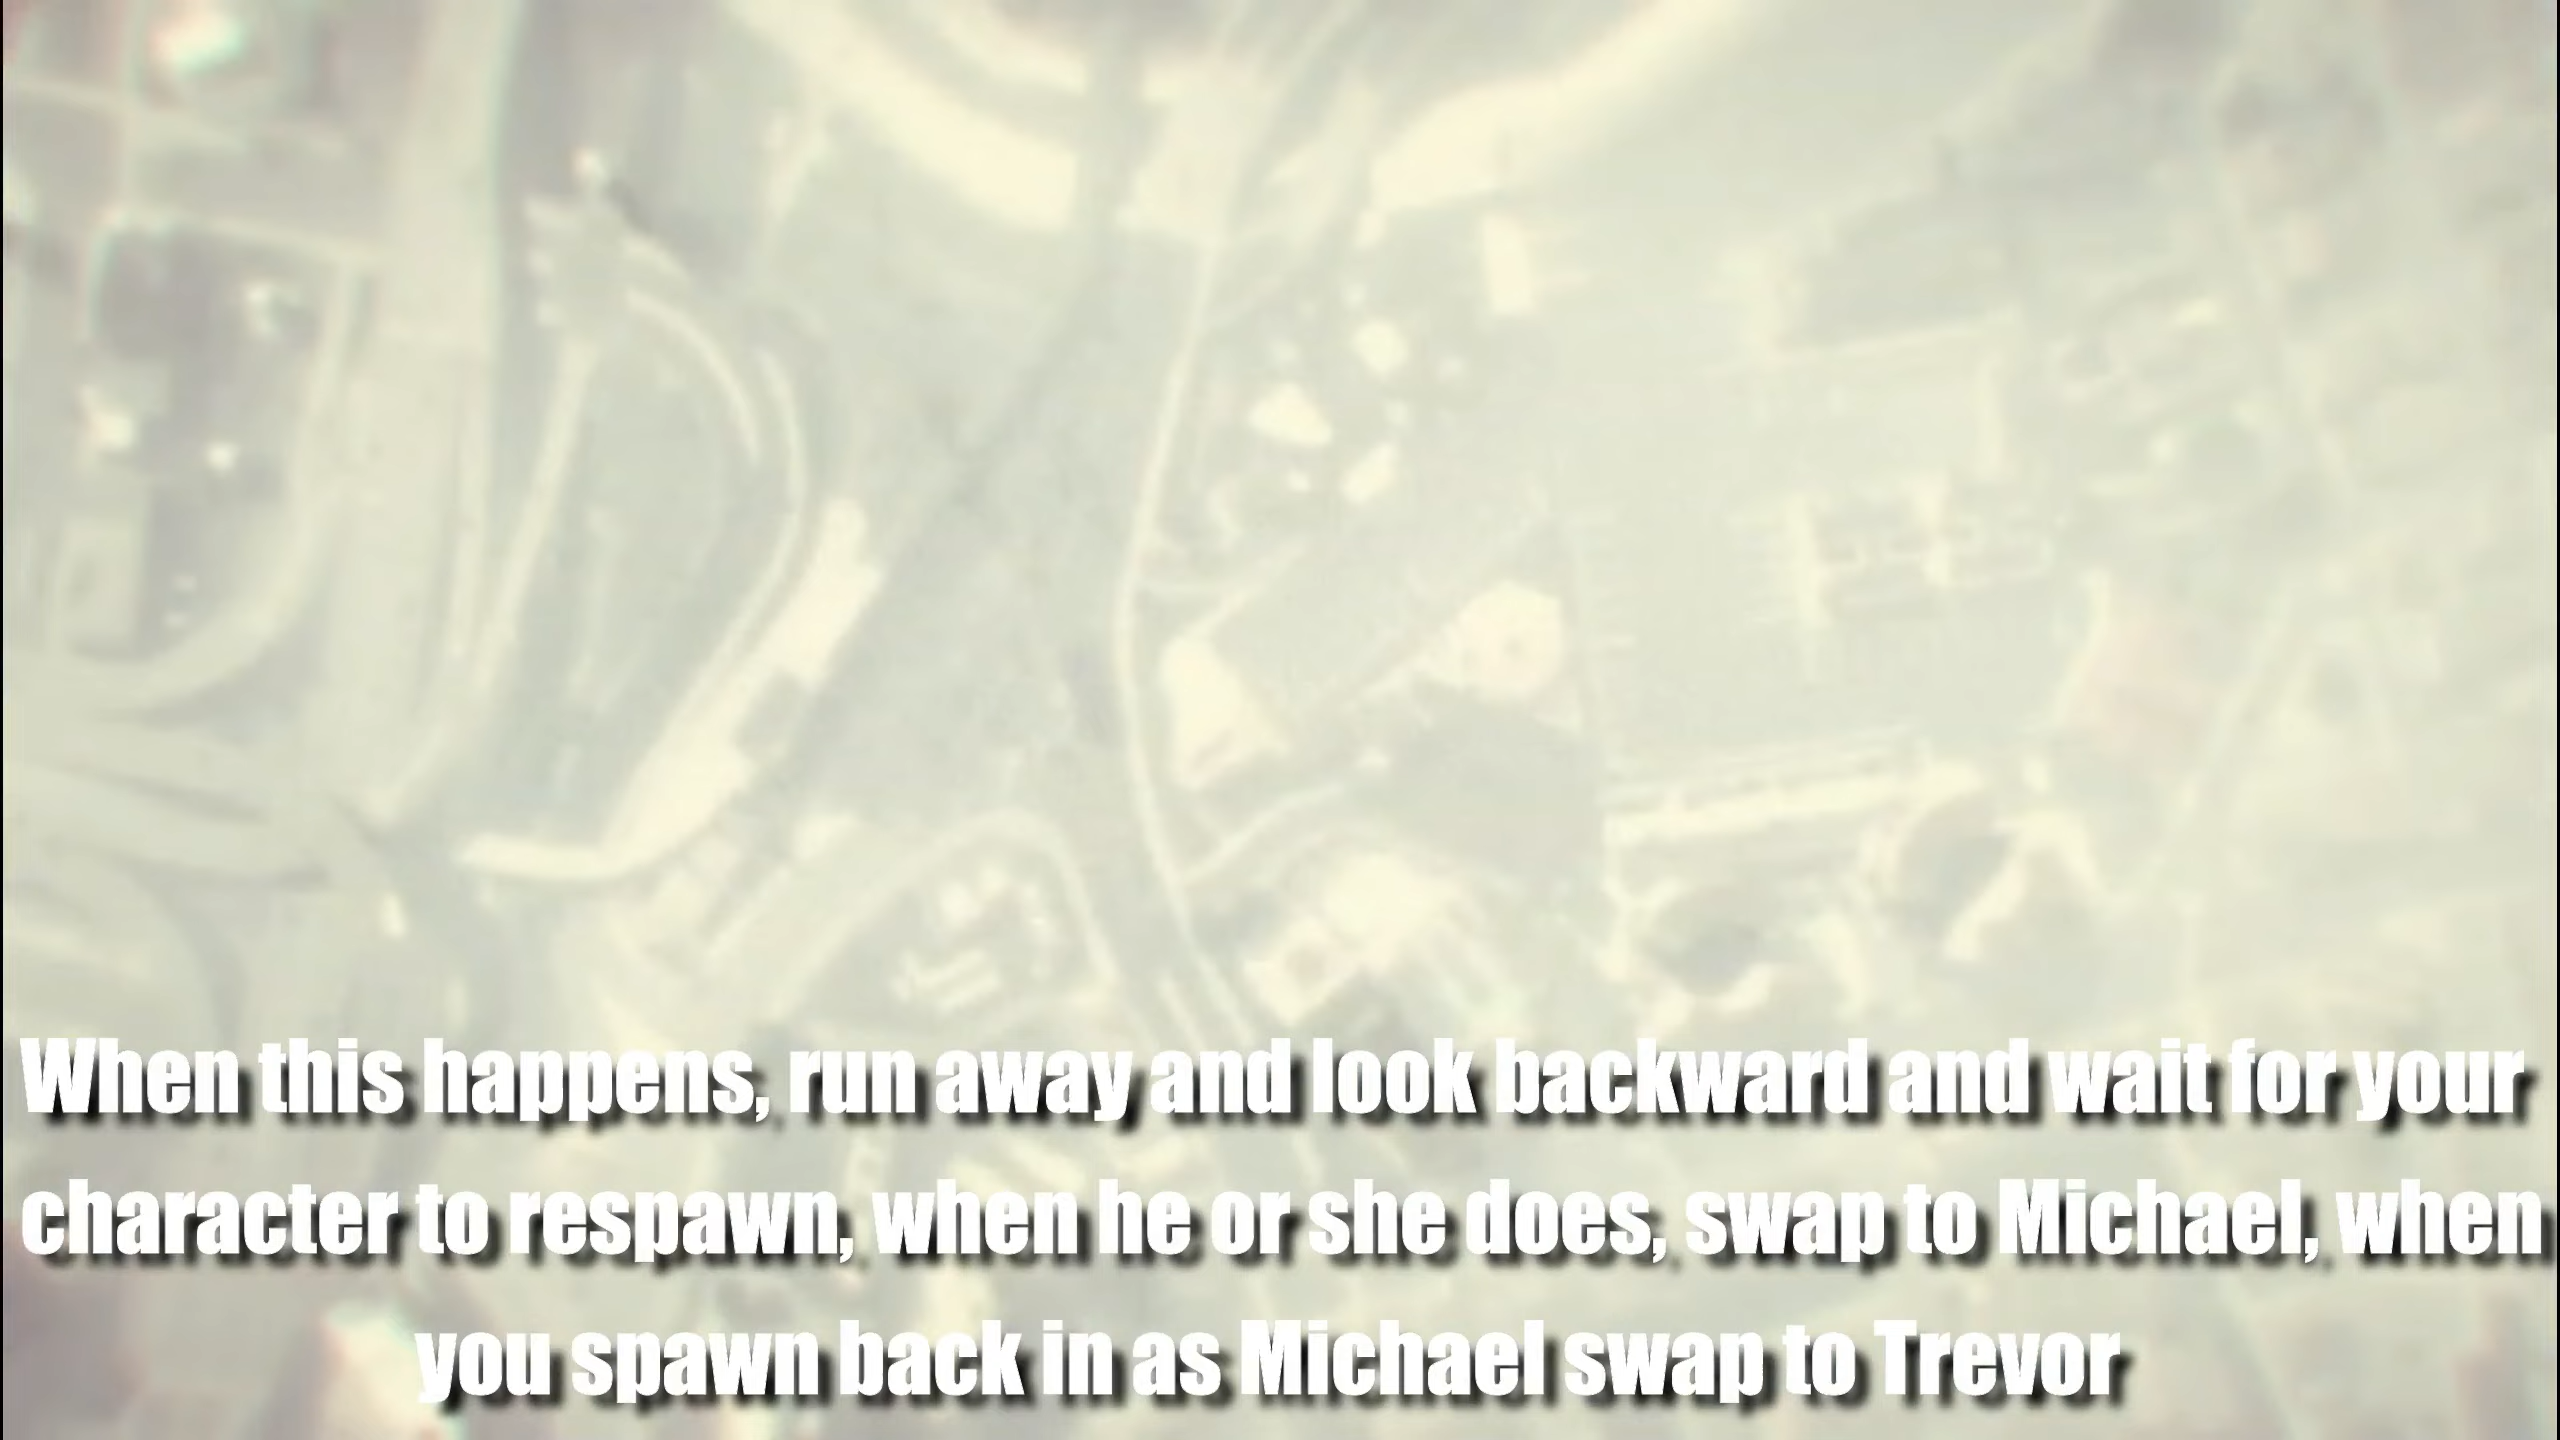 When this happens, run away and look backward and wait for your
character to respawn, when he or she does, swap to Michael, when
you spawn back in as Michael swap to Trevor